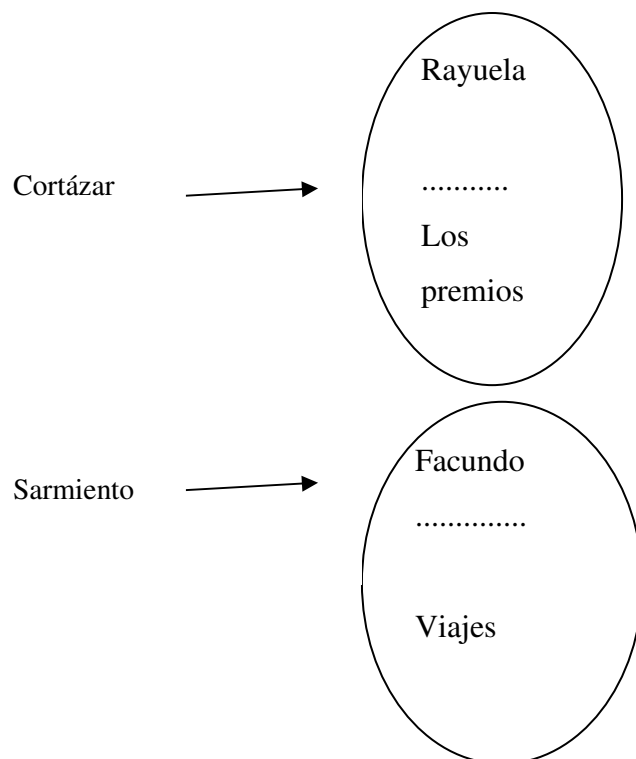 Rayuela
Cortázar
...........
Los
premios
Facundo
Sarmiento
..............
Viajes